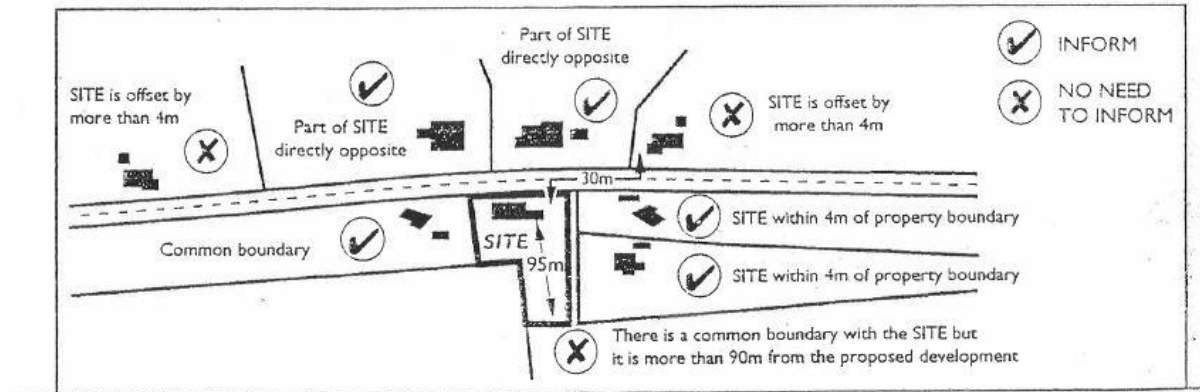 Part of SITE
directly opposite
INFORM
SITE is offset by
more than 4m
NO NEED
TO INFORM
SITE is offset by
more than 4m
Part of SITE
directly opposite
30m
SITE within 4m of property boundary
Common boundary
SITE
95m
SITE within 4m of property boundary
There is a common boundary with the SITE but
it is more than 90m from the proposed development